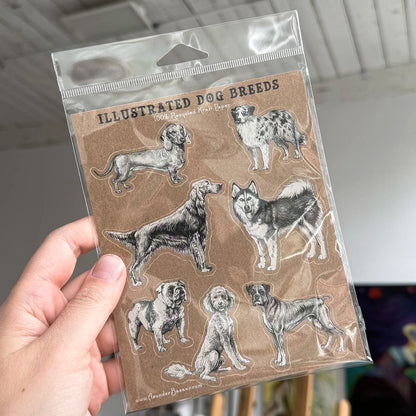 ILLUSTRATED DOG BREEDS
100% Recycled Kraft Paper